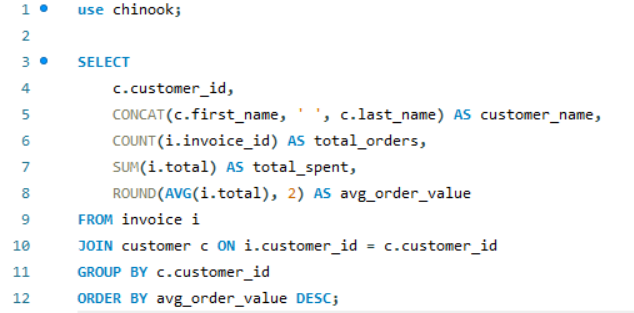 1 use chinook;
2
3 SELECT
4 c.customer_id,
5 CONCAT(c.first_name, ' ', c.last_name) AS customer_name,
6 COUNT(i.invoice_id) AS total_orders,
7 SUM(i.total) AS total_spent,
8 ROUND(AVG(i.total), 2) AS avg_order_value
9 FROM invoice i
10 JOIN customer c ON i.customer_id = c.customer_id
11 GROUP BY c.customer_id
12 ORDER BY avg_order_value DESC;